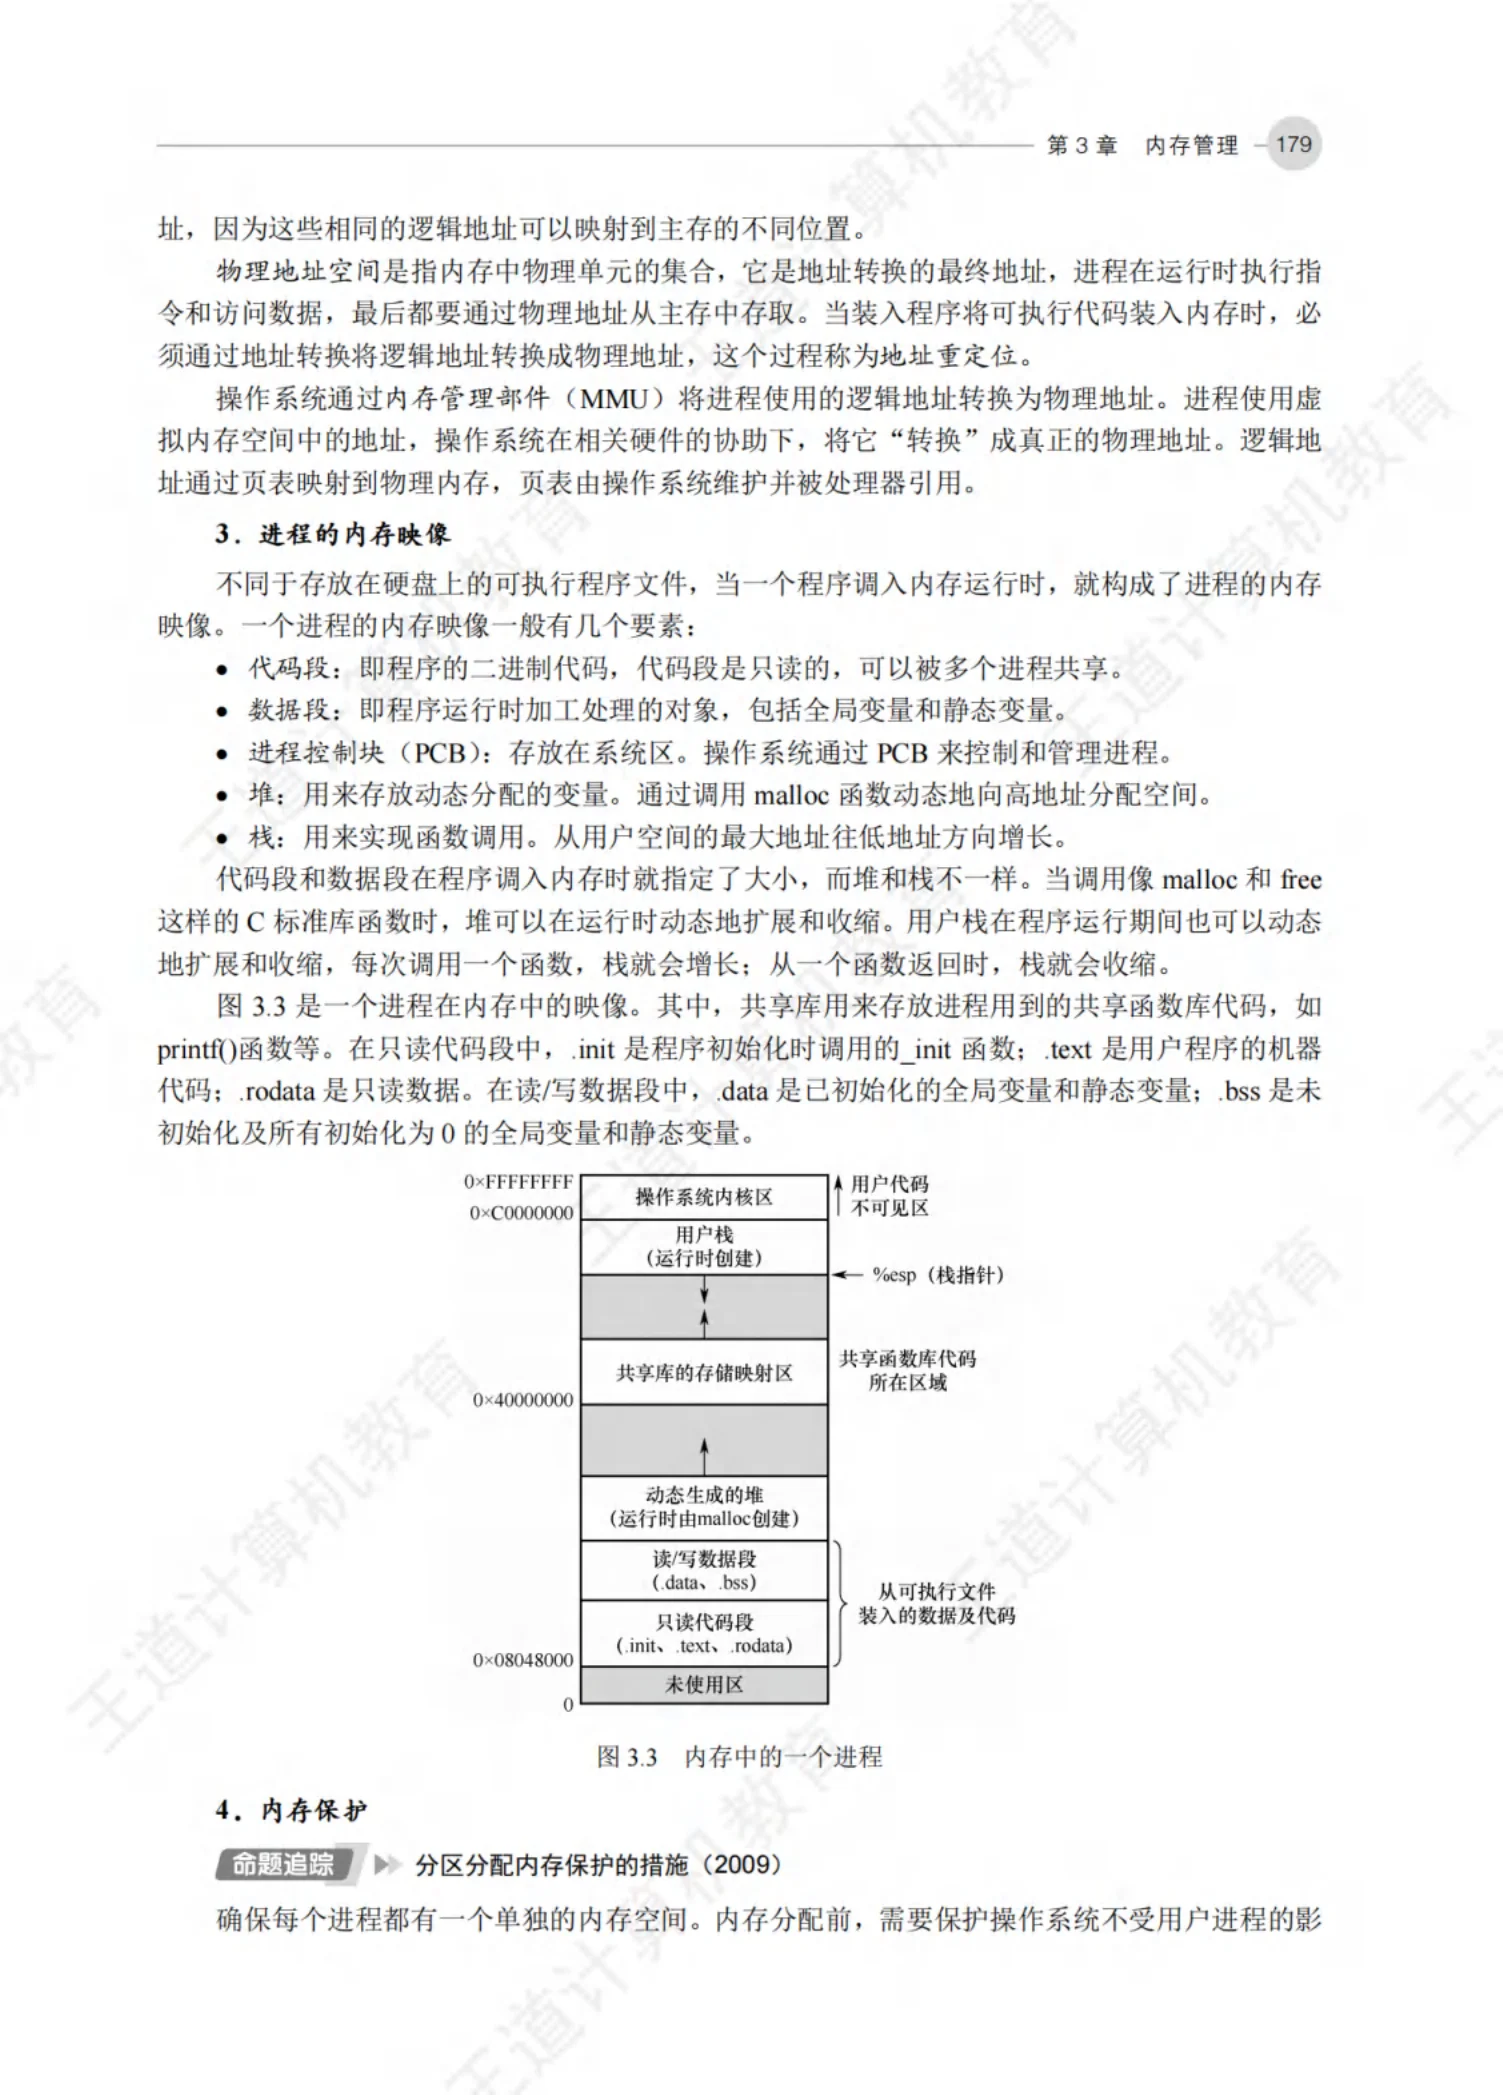 第 3 章 内存管理 179
址，因为这些相同的逻辑地址可以映射到主存的不同位置。
物理地址空间是指内存中物理单元的集合，它是地址转换的最终地址，进程在运行时执行指
令和访问数据，最后都要通过物理地址从主存中存取。当装入程序将可执行代码装入内存时，必
须通过地址转换将逻辑地址转换成物理地址，这个过程称为地址重定位。
操作系统通过内存管理部件（MMU）将进程使用的逻辑地址转换为物理地址。进程使用虚
拟内存空间中的地址，操作系统在相关硬件的协助下，将它“转换”成真正的物理地址。逻辑地
址通过页表映射到物理内存，页表由操作系统维护并被处理器引用。
3．进程的内存映像
不同于存放在硬盘上的可执行程序文件，当一个程序调入内存运行时，就构成了进程的内存
映像。一个进程的内存映像一般有几个要素：
● 代码段：即程序的二进制代码，代码段是只读的，可以被多个进程共享。
● 数据段：即程序运行时加工处理的对象，包括全局变量和静态变量。
● 进程控制块（PCB）：存放在系统区。操作系统通过 PCB 来控制和管理进程。
● 堆：用来存放动态分配的变量。通过调用 malloc 函数动态地向高地址分配空间。
● 栈：用来实现函数调用。从用户空间的最大地址往低地址方向增长。
代码段和数据段在程序调入内存时就指定了大小，而堆和栈不一样。当调用像 malloc 和 free
这样的 C 标准库函数时，堆可以在运行时动态地扩展和收缩。用户栈在程序运行期间也可以动态
地扩展和收缩，每次调用一个函数，栈就会增长；从一个函数返回时，栈就会收缩。
图 3.3 是一个进程在内存中的映像。其中，共享库用来存放进程用到的共享函数库代码，如
printf()函数等。在只读代码段中，.init 是程序初始化时调用的_init 函数；.text 是用户程序的机器
代码；.rodata 是只读数据。在读/写数据段中，.data 是已初始化的全局变量和静态变量；.bss 是未
初始化及所有初始化为 0 的全局变量和静态变量。
0×FFFFFFFF
操作系统内核区
用户代码
不可见区
0×C0000000
用户栈
(运行时创建)
%esp（栈指针）
共享库的存储映射区
共享函数库代码
所在区域
0×40000000
动态生成的堆
(运行时由malloc创建)
读/写数据段
(.data、.bss)
从可执行文件
装入的数据及代码
只读代码段
(.init、.text、.rodata)
0×08048000
未使用区
0
图 3.3 内存中的一个进程
4．内存保护
命题追踪 分区分配内存保护的措施（2009）
确保每个进程都有一个单独的内存空间。内存分配前，需要保护操作系统不受用户进程的影
王道计算机教育